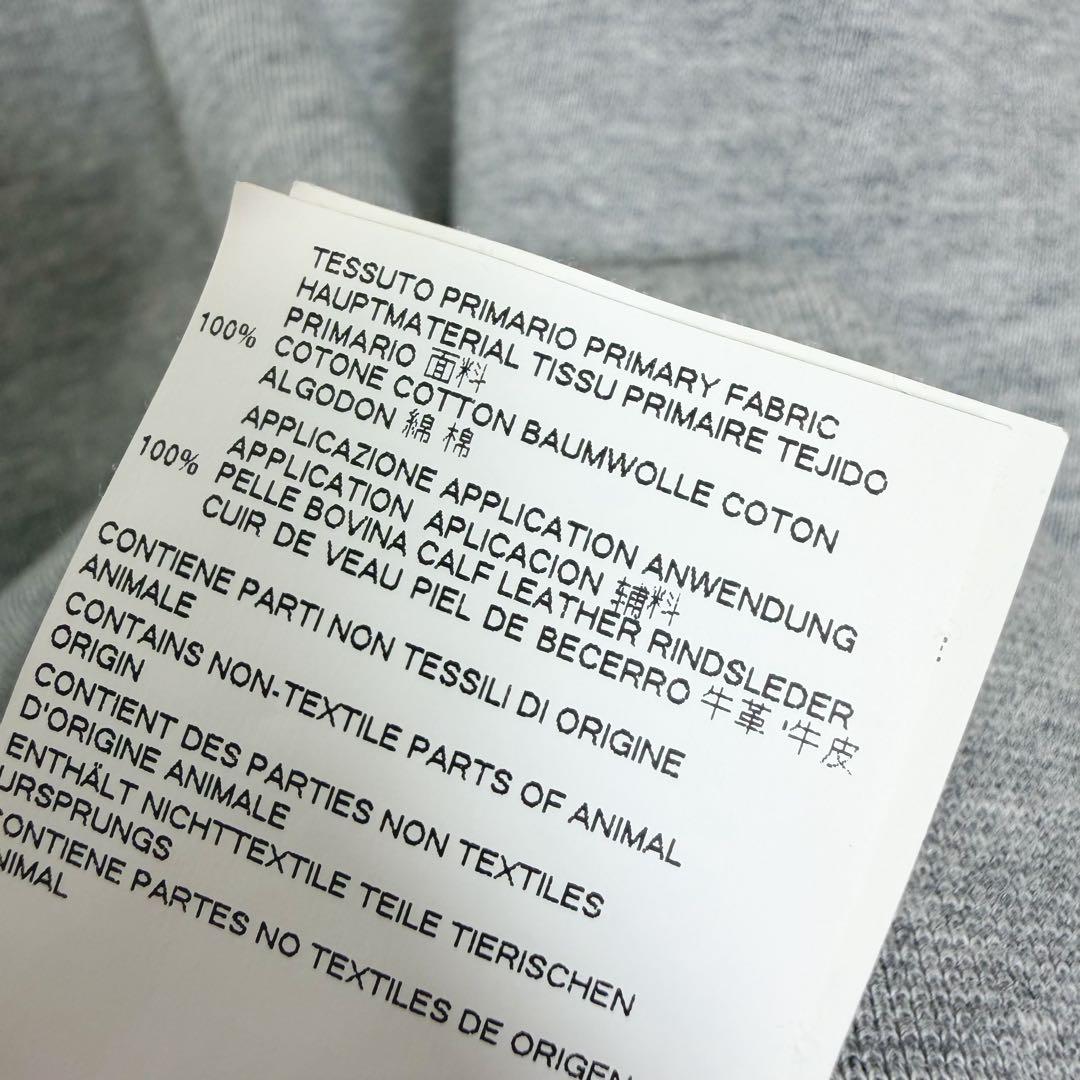 TESSUTO PRIMARIO PRIMARY FABRIC
HAUPTMATERIAL TISSU PRIMAIRE TEJIDO
PRIMARIO 面料
100% COTONE COTTON BAUMWOLLE COTON
ALGODON 綿 棉
APPLICAZIONE APPLICATION ANWENDUNG
APPLICATION APLICACION 辅料
100% PELLE BOVINA CALF LEATHER RINDSLEDER
CUIR DE VEAU PIEL DE BECERRO 牛革 '牛皮
CONTIENE PARTI NON TESSILI DI ORIGINE
ANIMALE
CONTAINS NON-TEXTILE PARTS OF ANIMAL
ORIGIN
CONTIENT DES PARTIES NON TEXTILES
D'ORIGINE ANIMALE
ENTHÄLT NICHTTEXTILE TEILE TIERISCHEN
URSPRUNGS
CONTIENE PARTES NO TEXTILES DE ORIGEN
ANIMAL